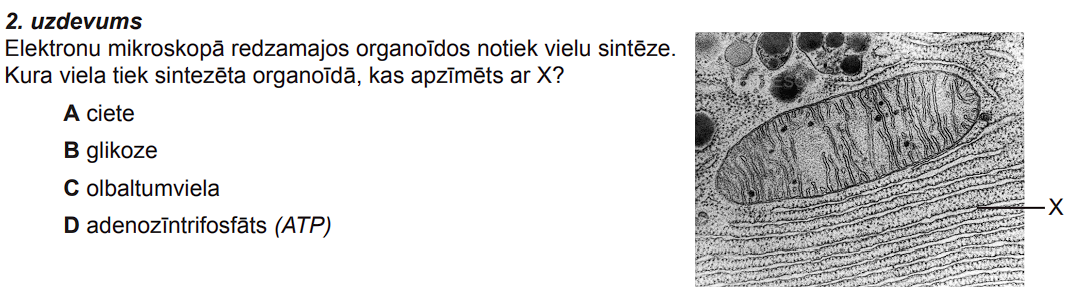 2. uzdevums
Elektronu mikroskopā redzamajos organoīdos notiek vielu sintēze.
Kura viela tiek sintezēta organoīdā, kas apzīmēts ar X?
A ciete
B glikoze
C olbaltumviela
D adenozīntrifosfāts (ATP)
X